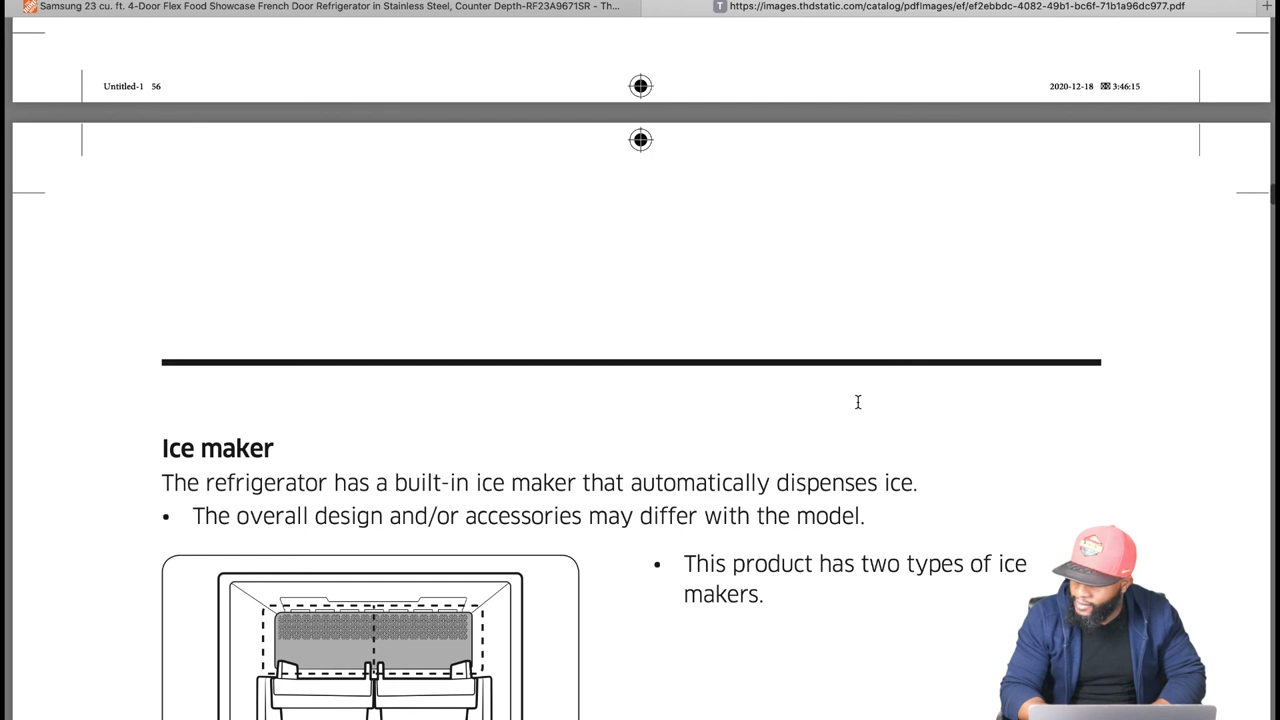 Samsung 23 cu. ft. 4-Door Flex Food Showcase French Door Refrigerator in Stainless Steel, Counter Depth-RF23A9671SR - Th...
T https://images.thdstatic.com/catalog/pdfImages/ef/ef2ebbdc-4082-49b1-bc6f-71b1a96dc977.pdf
Untitled-1 56
2020-12-18 3:46:15
Ice maker
The refrigerator has a built-in ice maker that automatically dispenses ice.
• The overall design and/or accessories may differ with the model.
• This product has two types of ice
makers.